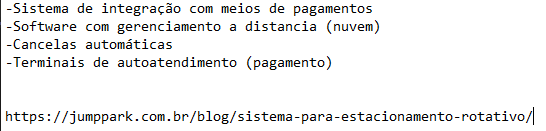 -Sistema de integração com meios de pagamentos
-Software com gerenciamento a distancia (nuvem)
-Cancelas automáticas
-Terminais de autoatendimento (pagamento)
https://jumppark.com.br/blog/sistema-para-estacionamento-rotativo/